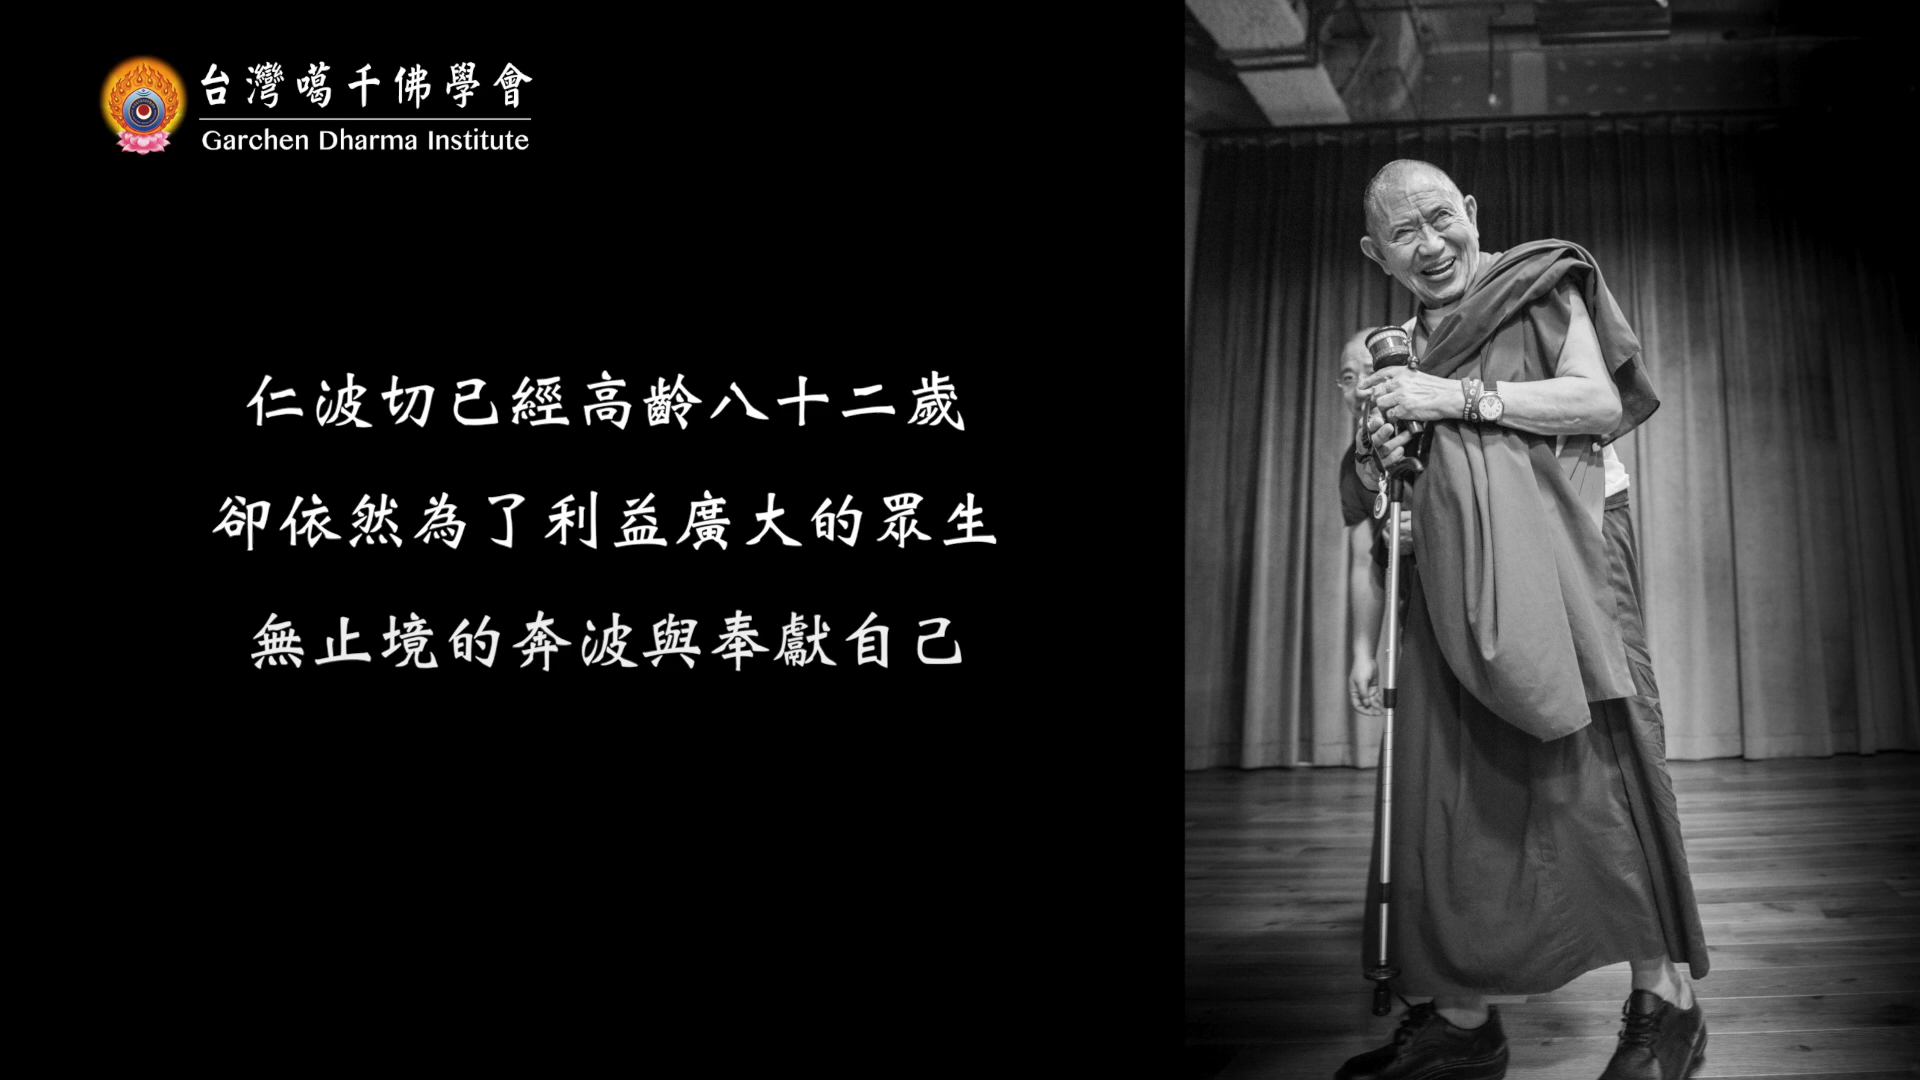 台灣噶千佛學會
Garchen Dharma Institute
仁波切已經高齡八十二歲
卻依然為了利益廣大的眾生
無止境的奔波與奉獻自己